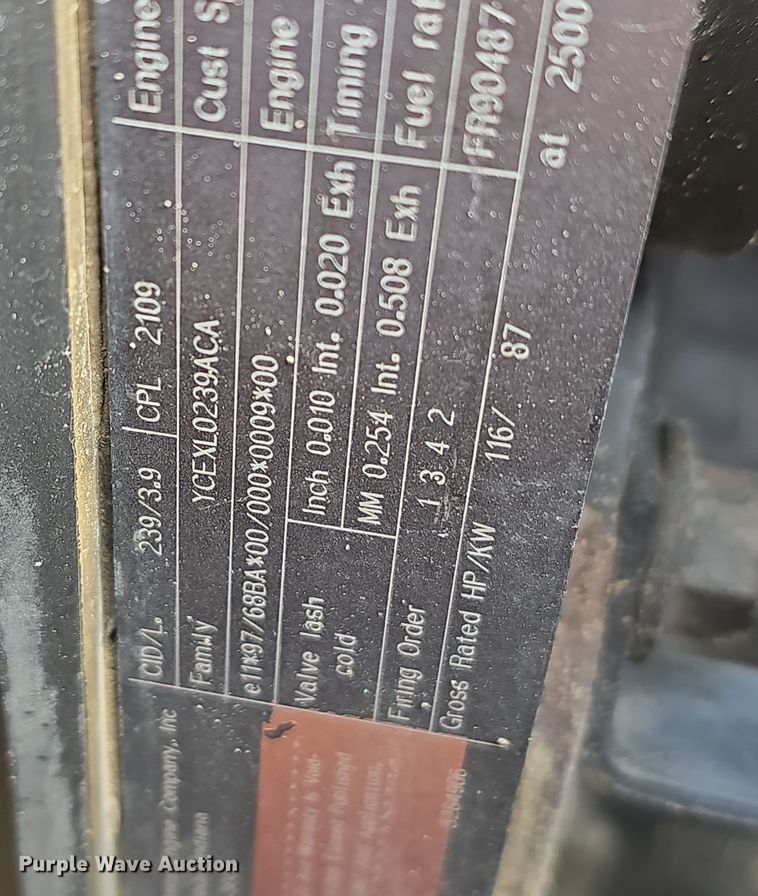 CID/L. 239/3.9 CPL 2109 Engine
Family YCEXL0239ACA Cust
e11*97/68BA*00/000*0009*00 Engine
Valve lash Inch 0.010 Int. 0.020 Exh Timing
cold MM 0.254 Int. 0.508 Exh Fuel
Firing Order 1 3 4 2 FR90487
Gross Rated HP/KW 116/ 87 at 2500
Company, Inc
Purple Wave Auction